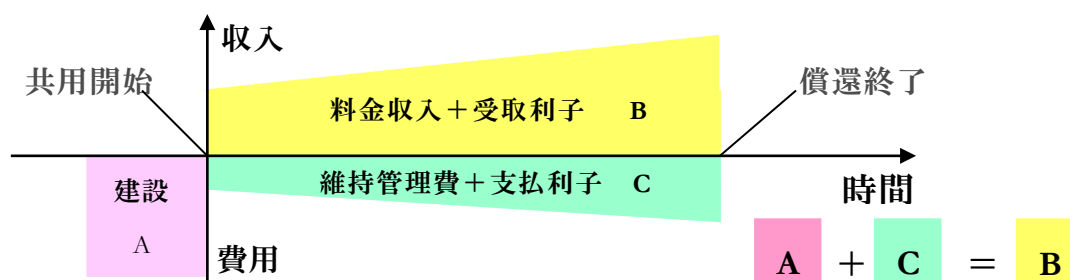 収入
共用開始
償還終了
料金収入＋受取利子 B
維持管理費＋支払利子 C
建設
A
時間
費用
A ＋ C ＝ B